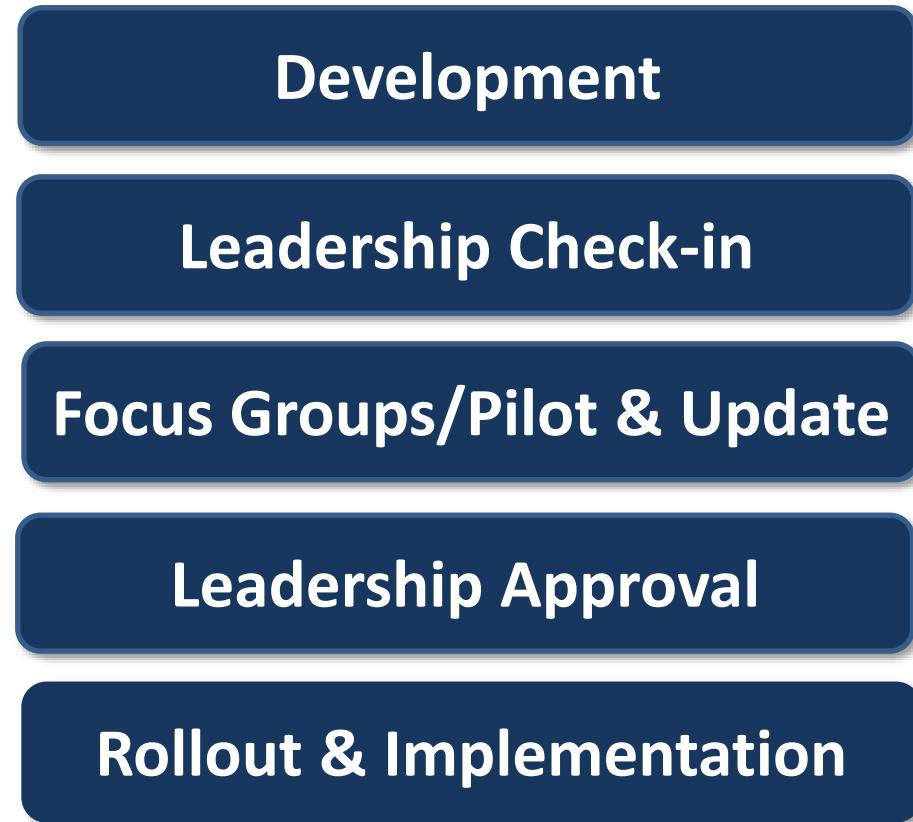 Development
Leadership Check-in
Focus Groups/Pilot & Update
Leadership Approval
Rollout & Implementation